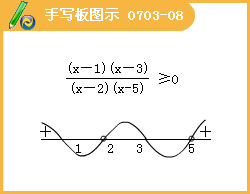 手写板图示 0703-08
(x－1)(x－3)
(x－2)(x-5)
≥0
+ +
1 2 3 5